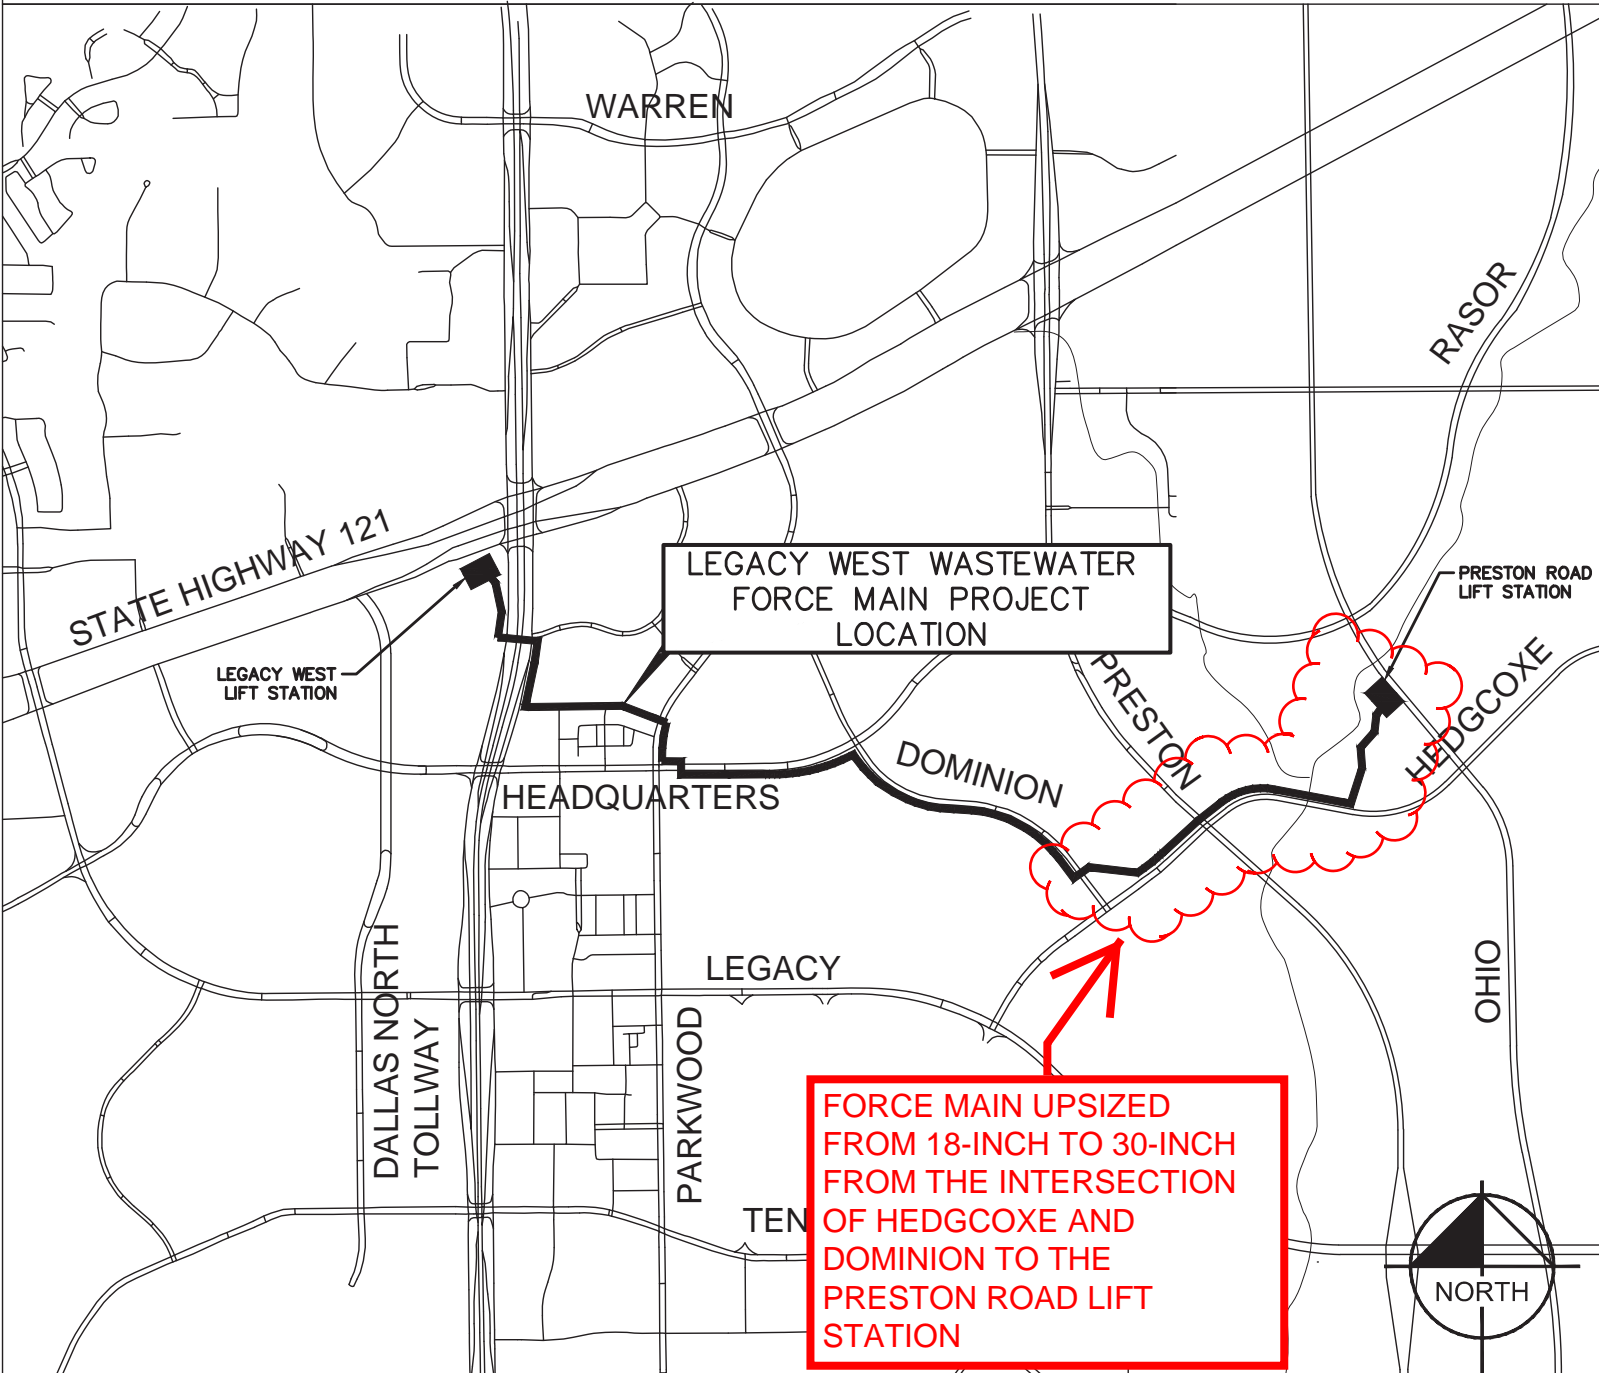 WARREN
RASOR
STATE HIGHWAY 121
LEGACY WEST WASTEWATER
FORCE MAIN PROJECT
LOCATION
PRESTON ROAD
LIFT STATION
LEGACY WEST
LIFT STATION
PRESTON
HEDGCOXE
DOMINION
HEADQUARTERS
DALLAS NORTH
TOLLWAY
LEGACY
PARKWOOD
OHIO
TEN
FORCE MAIN UPSIZED
FROM 18-INCH TO 30-INCH
FROM THE INTERSECTION
OF HEDGCOXE AND
DOMINION TO THE
PRESTON ROAD LIFT
STATION
NORTH